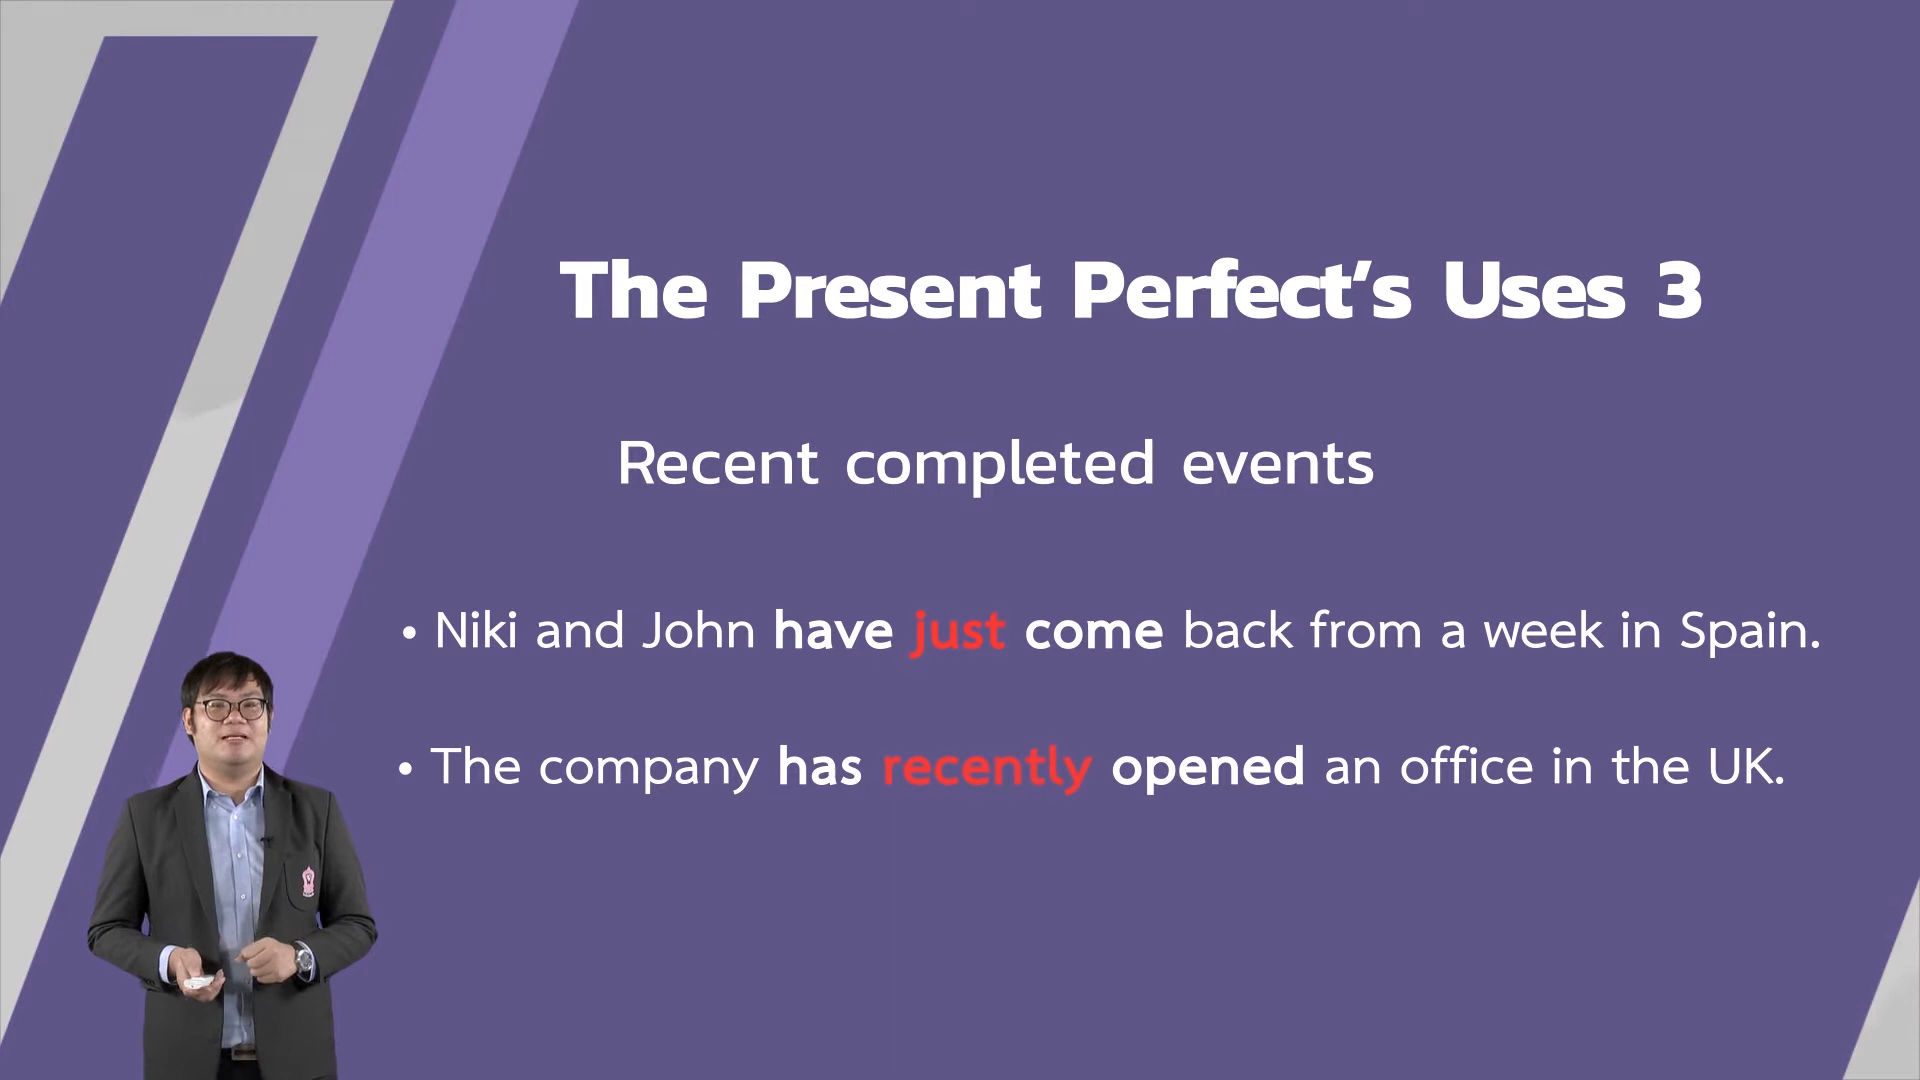 The Present Perfect’s Uses 3
Recent completed events
• Niki and John have just come back from a week in Spain.
• The company has recently opened an office in the UK.